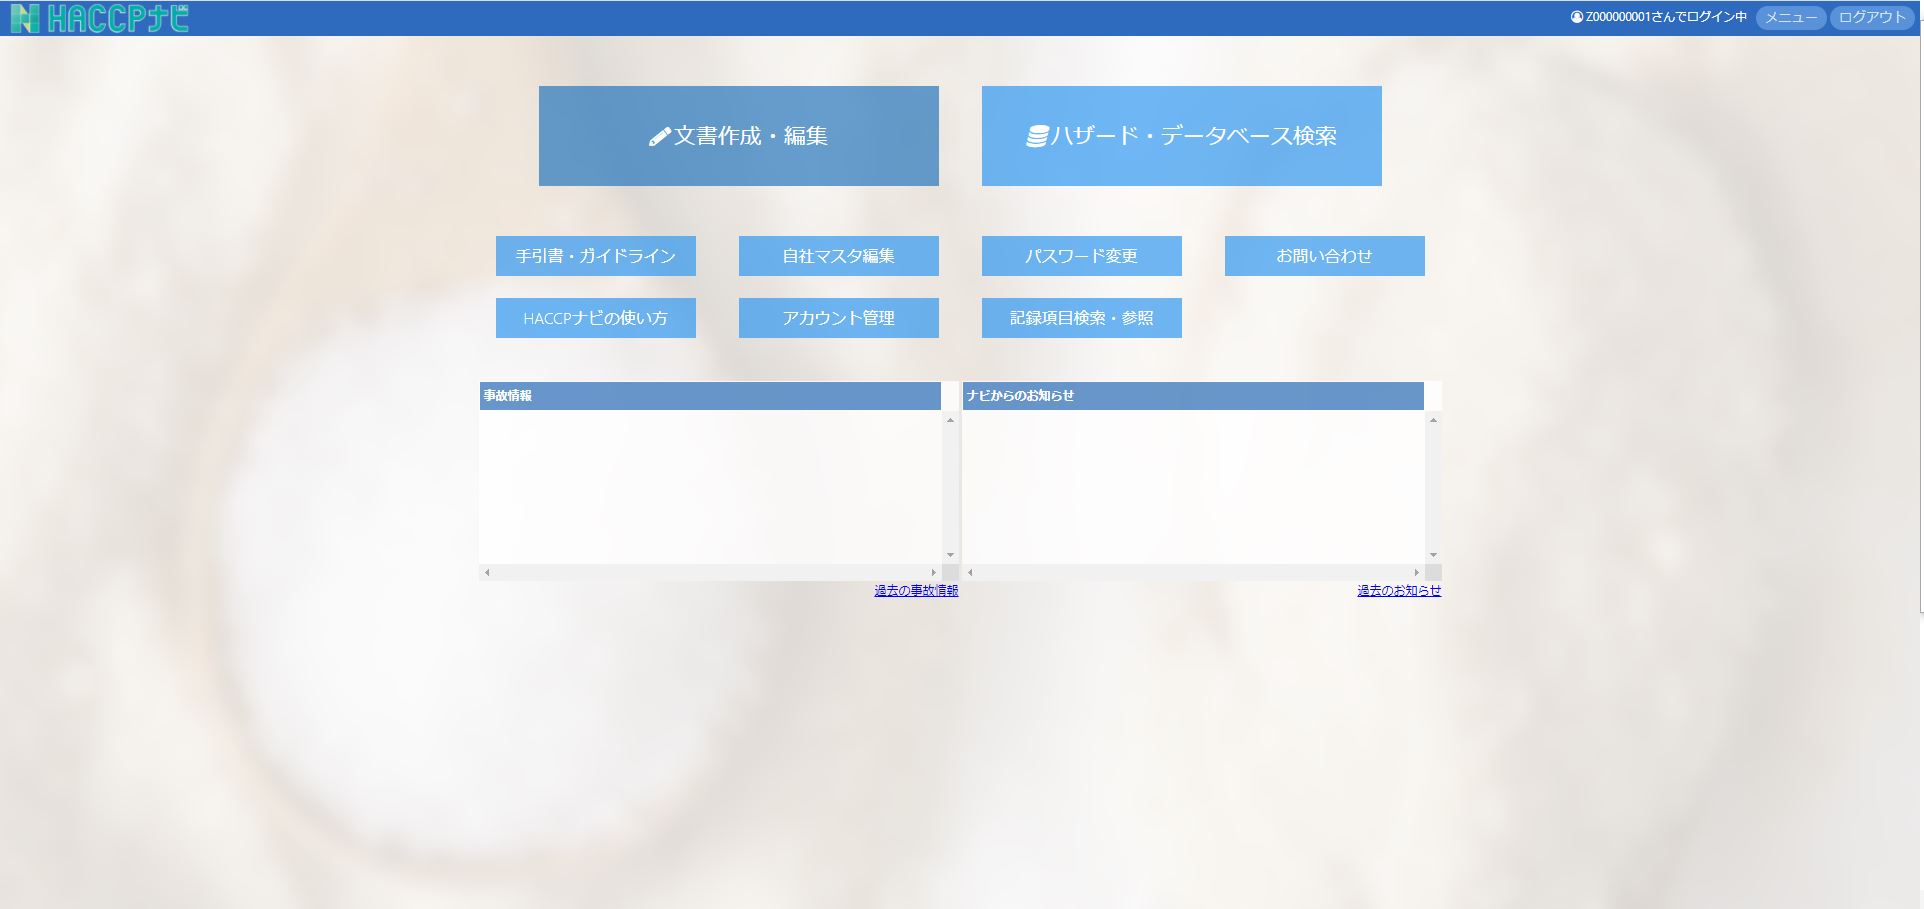 HACCPナビ
Z000000001さんでログイン中 メニュー ログアウト
文書作成・編集
ハザード・データベース検索
手引書・ガイドライン 自社マスタ編集 パスワード変更 お問い合わせ
HACCPナビの使い方 アカウント管理 記録項目検索・参照
事故情報
ナビからのお知らせ
過去の事故情報
過去のお知らせ